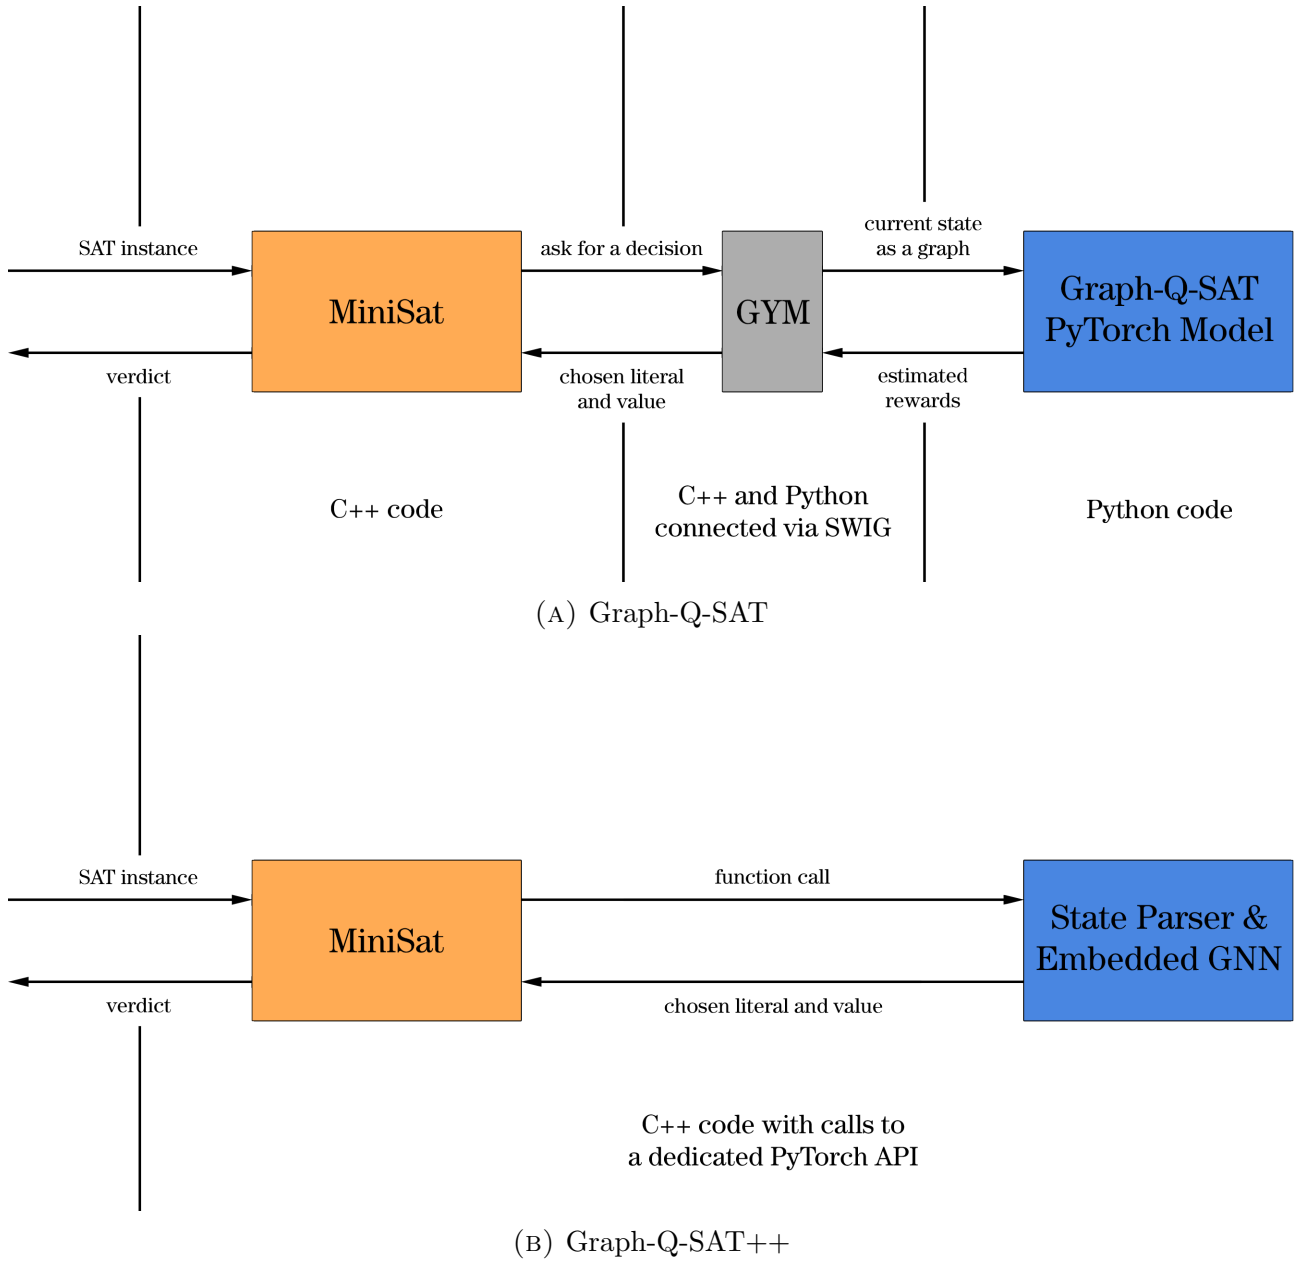 SAT instance
verdict
MiniSat
ask for a decision
chosen literal
and value
GYM
current state
as a graph
estimated
rewards
Graph-Q-SAT
PyTorch Model
C++ code
C++ and Python
connected via SWIG
Python code
(A) Graph-Q-SAT
SAT instance
verdict
MiniSat
function call
chosen literal and value
State Parser &
Embedded GNN
C++ code with calls to
a dedicated PyTorch API
(B) Graph-Q-SAT++